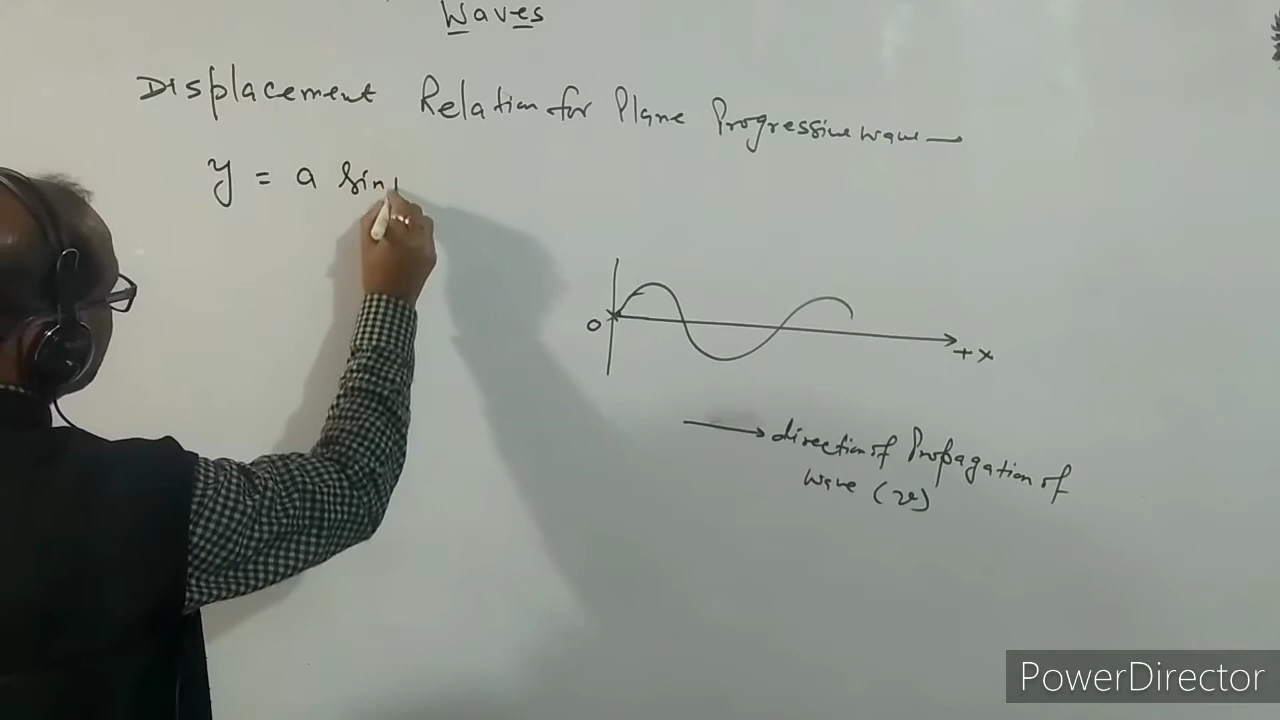 Waves
Displacement Relation for Plane Progressive wave —
y = a sin
O
+ x
→ direction of Propagation of
wave (v)
PowerDirector